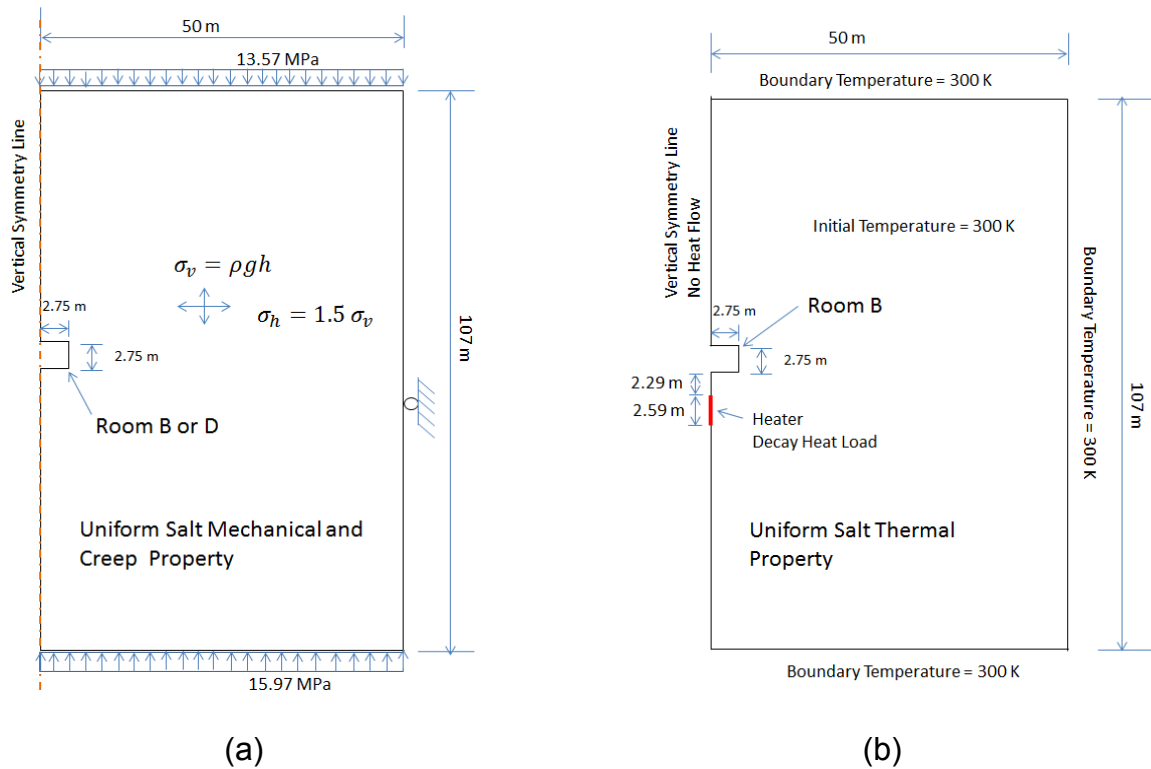 50 m
13.57 MPa
Vertical Symmetry Line
σ_v = ρgh
σ_h = 1.5 σ_v
2.75 m
2.75 m
107 m
Room B or D
Uniform Salt Mechanical and
Creep Property
15.97 MPa
(a)
50 m
Boundary Temperature = 300 K
Vertical Symmetry Line
No Heat Flow
Initial Temperature = 300 K
2.75 m
Room B
2.75 m
2.29 m
2.59 m
Heater
Decay Heat Load
Boundary Temperature = 300 K
107 m
Uniform Salt Thermal
Property
Boundary Temperature = 300 K
(b)